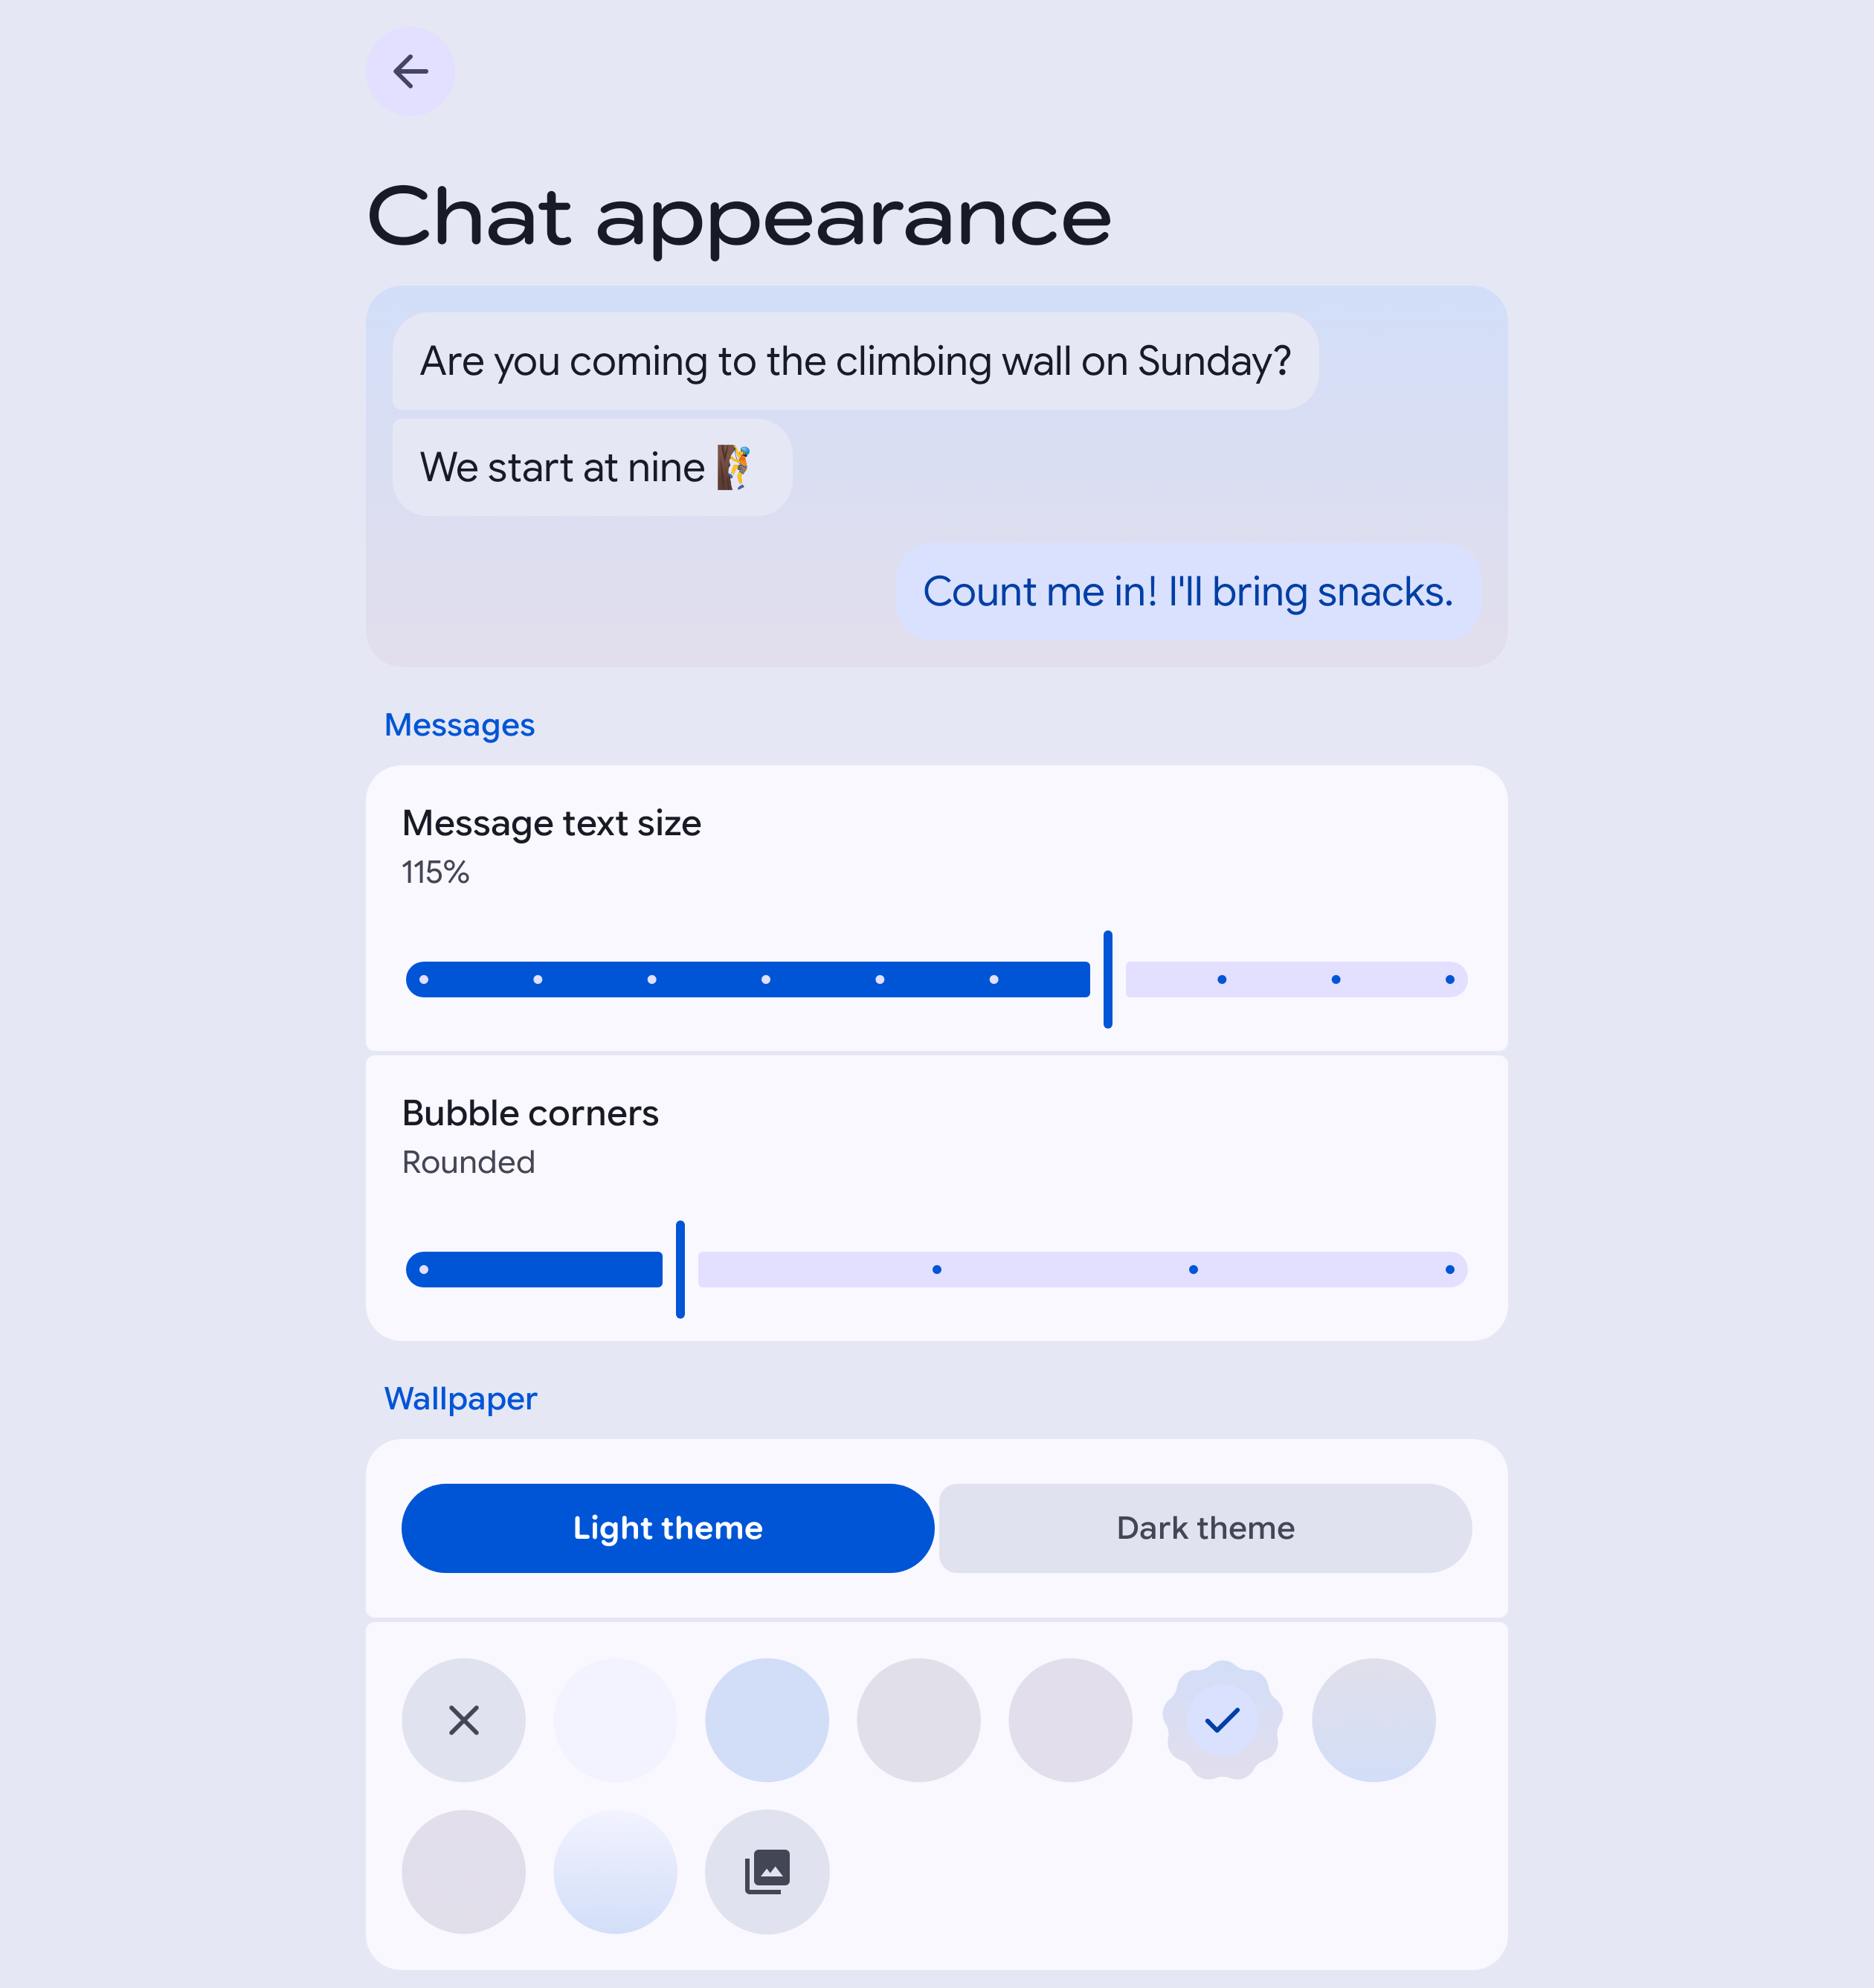 Chat appearance
Are you coming to the climbing wall on Sunday?
We start at nine 🧗
Count me in! I'll bring snacks.
Messages
Message text size
115%
Bubble corners
Rounded
Wallpaper
Light theme
Dark theme